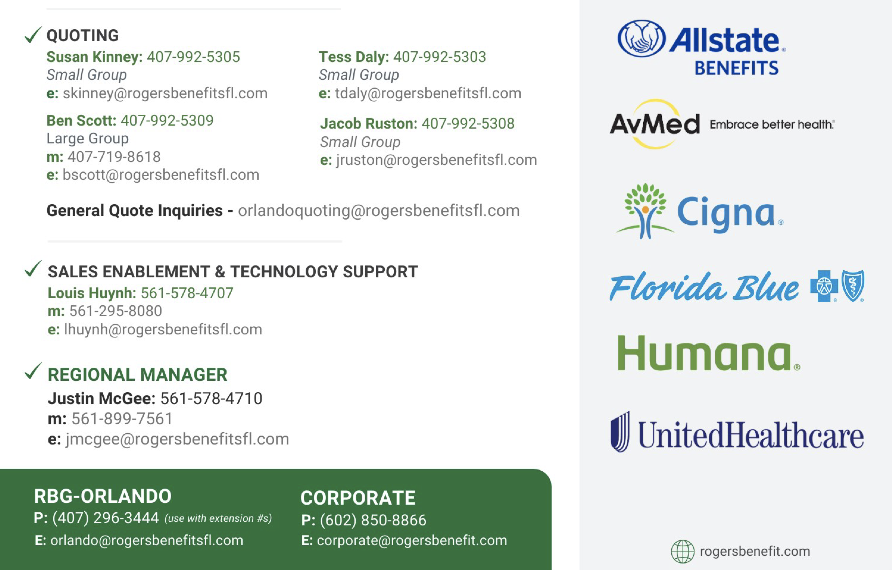 QUOTING
Susan Kinney: 407-992-5305
Small Group
e: skinney@rogersbenefitsfl.com
Tess Daly: 407-992-5303
Small Group
e: tdaly@rogersbenefitsfl.com
Ben Scott: 407-992-5309
Large Group
m: 407-719-8618
e: bscott@rogersbenefitsfl.com
Jacob Ruston: 407-992-5308
Small Group
e: jruston@rogersbenefitsfl.com
General Quote Inquiries - orlandoquoting@rogersbenefitsfl.com
SALES ENABLEMENT & TECHNOLOGY SUPPORT
Louis Huynh: 561-578-4707
m: 561-295-8080
e: lhuynh@rogersbenefitsfl.com
REGIONAL MANAGER
Justin McGee: 561-578-4710
m: 561-899-7561
e: jmcgee@rogersbenefitsfl.com
RBG-ORLANDO
P: (407) 296-3444 (use with extension #s)
E: orlando@rogersbenefitsfl.com
CORPORATE
P: (602) 850-8866
E: corporate@rogersbenefit.com
Allstate®
BENEFITS
AvMed Embrace better health.®
Cigna®
Florida Blue ®
Humana®
UnitedHealthcare
rogersbenefit.com